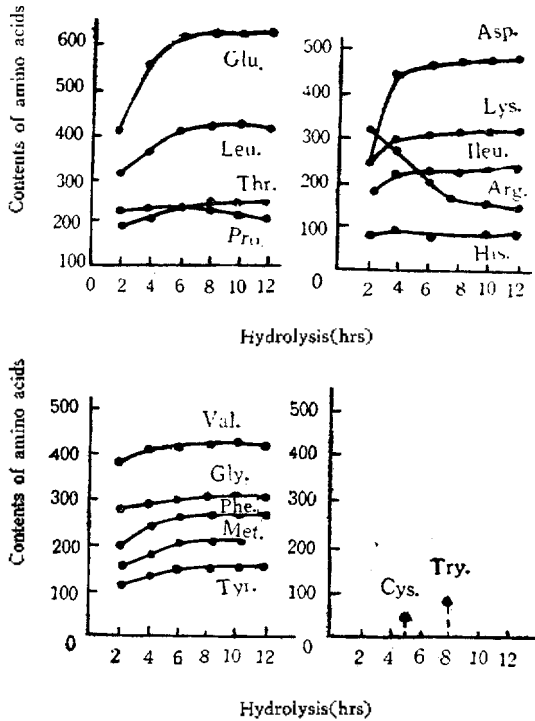 Contents of amino acids
600
400
300
200
100
0
2 4 6 8 10 12
Glu.
Leu.
Thr.
Pro.
500
400
300
200
100
0
2 4 6 8 10 12
Asp.
Lys.
Ileu.
Arg.
His.
Hydrolysis(hrs)
Contents of amino acids
500
400
300
200
100
0
2 4 6 8 10 12
Val.
Gly.
Phe.
Met.
Tyr.
500
400
300
200
100
0
2 4 6 8 10 12
Cys.
Try.
Hydrolysis(hrs)